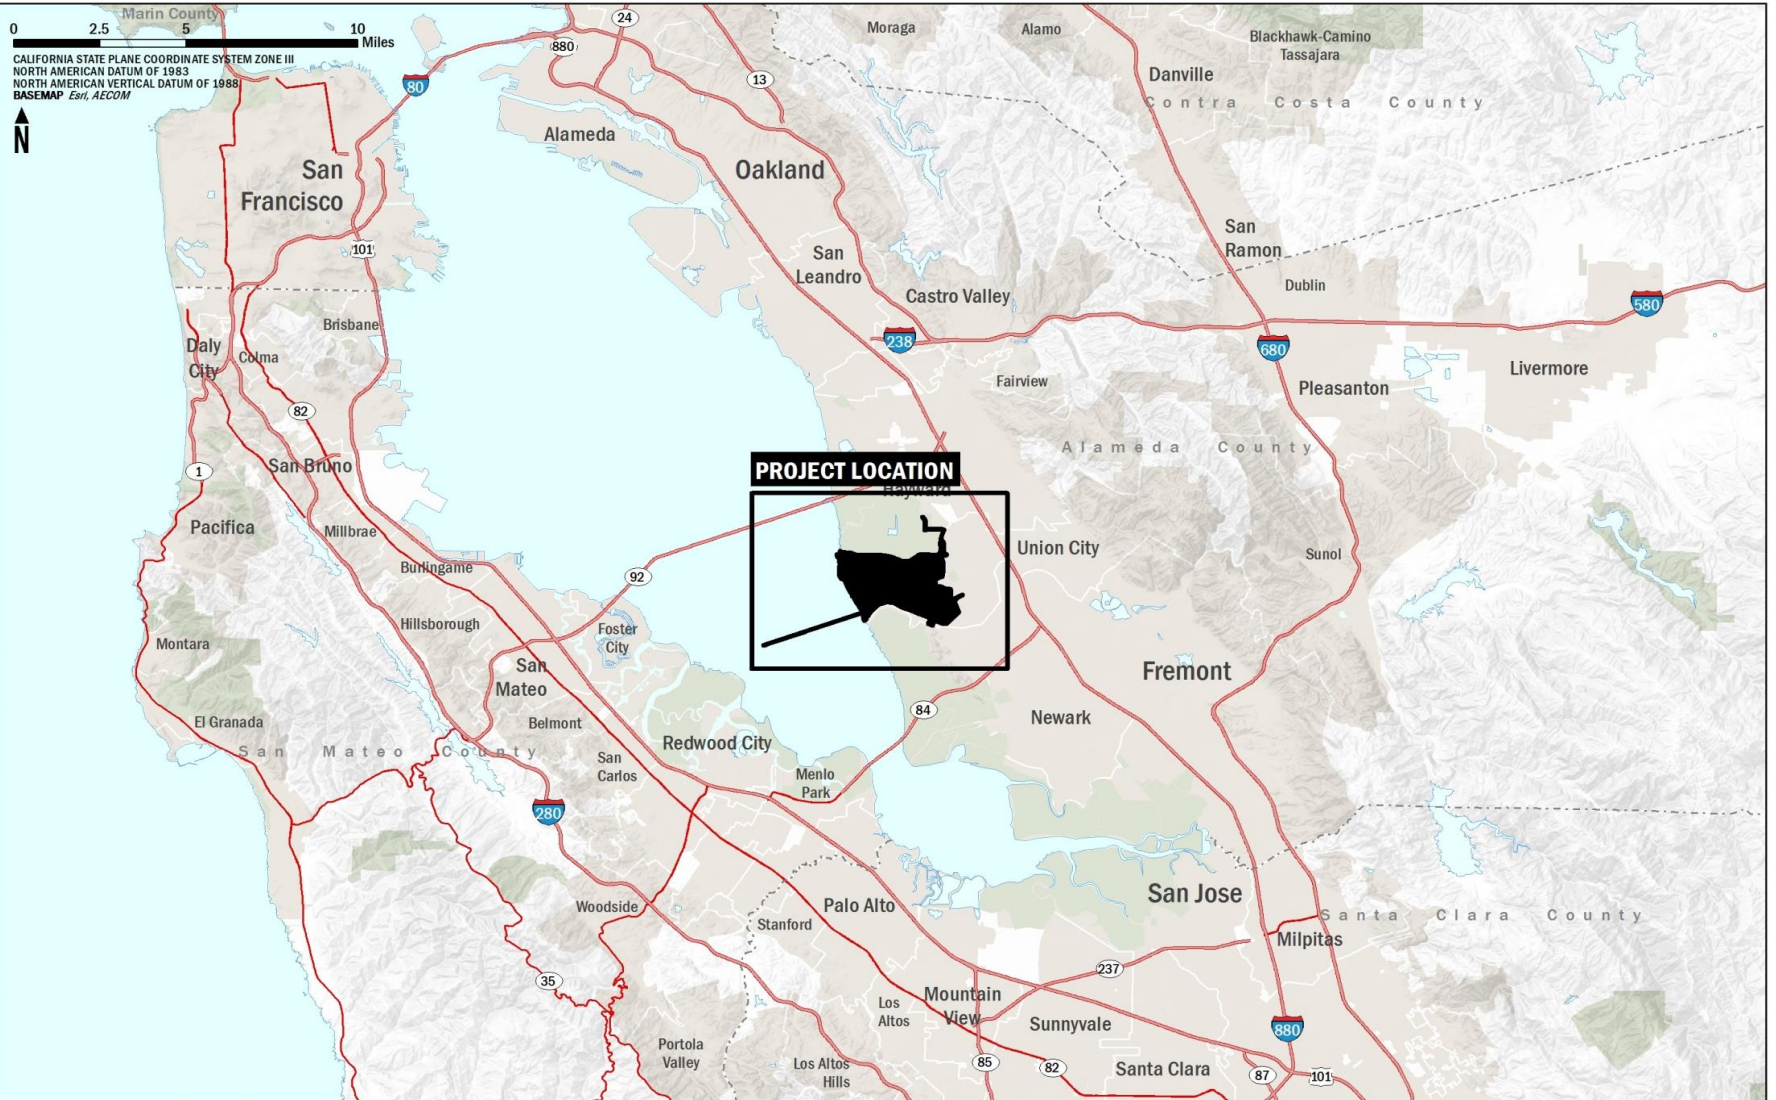 Marin County
0 2.5 5 10
Miles
CALIFORNIA STATE PLANE COORDINATE SYSTEM ZONE III
NORTH AMERICAN DATUM OF 1983
NORTH AMERICAN VERTICAL DATUM OF 1988
BASEMAP Esri, AECOM
N
24
880
80
13
Moraga
Alamo
Blackhawk-Camino
Tassajara
Danville
Contra Costa County
Alameda
Oakland
San
Francisco
101
San
Leandro
Castro Valley
San
Ramon
Dublin
580
238
680
Brisbane
Daly
City
Colma
Fairview
Pleasanton
Livermore
82
Alameda County
San Bruno
1
PROJECT LOCATION
Hayward
Pacifica
Millbrae
Union City
Sunol
Burlingame
92
Hillsborough
Foster
City
Montara
San
Mateo
Fremont
El Granada
Belmont
84
Newark
San Mateo County
Redwood City
San
Carlos
Menlo
Park
280
San Jose
Woodside
Palo Alto
Stanford
Santa Clara County
Milpitas
35
237
Los
Altos
Mountain
View
Sunnyvale
880
Portola
Valley
Los Altos
Hills
85
82
Santa Clara
87
101